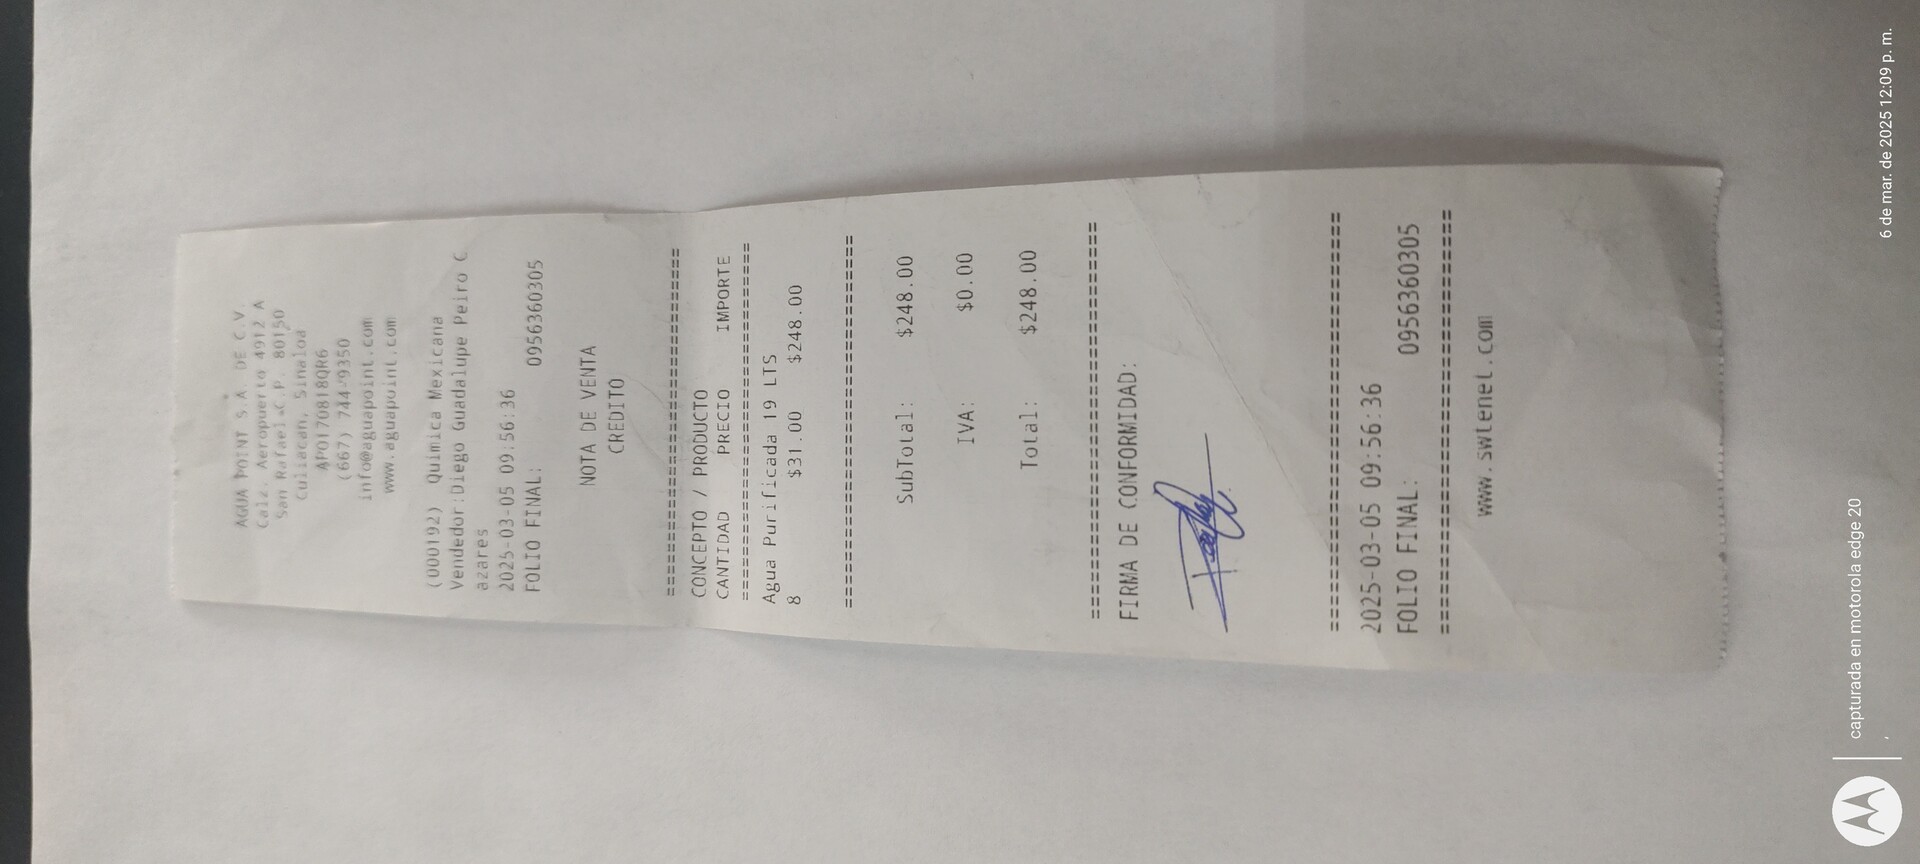 AGUA POINT S.A. DE C.V.
Calz. Aeropuerto 4912 A
San Rafael C.P. 80150
Culiacan, Sinaloa
APO170818QR6
(667) 744-9350
info@aguapoint.com
www.aguapoint.com
(000192) Quimica Mexicana
Vendedor:Diego Guadalupe Peiro C
azares
2025-03-05 09:56:36
FOLIO FINAL: 0956360305
NOTA DE VENTA
CREDITO
================================
CONCEPTO / PRODUCTO
CANTIDAD PRECIO IMPORTE
================================
Agua Purificada 19 LTS
8 $31.00 $248.00
================================
SubTotal: $248.00
IVA: $0.00
Total: $248.00
================================
FIRMA DE CONFORMIDAD:
================================
2025-03-05 09:56:36
FOLIO FINAL: 0956360305
================================
www.swtenet.com
capturada en motorola edge 20
6 de mar. de 2025 12:09 p. m.